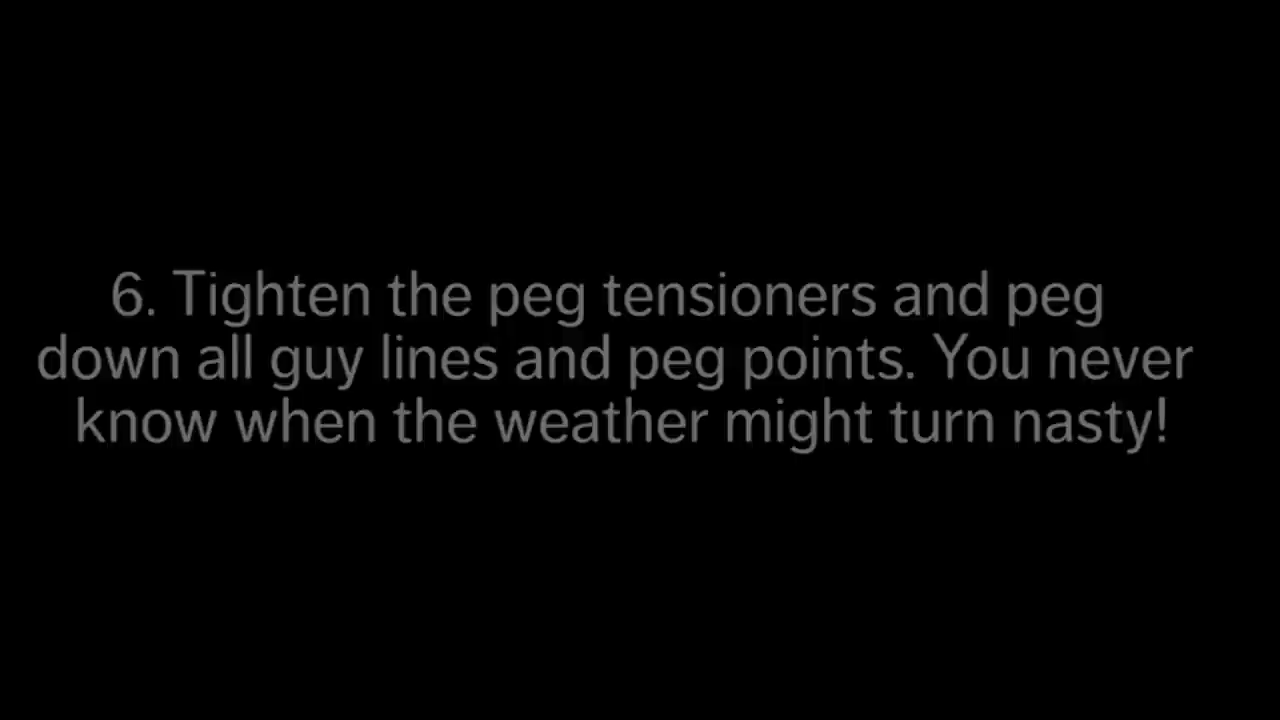 6. Tighten the peg tensioners and peg
down all guy lines and peg points. You never
know when the weather might turn nasty!